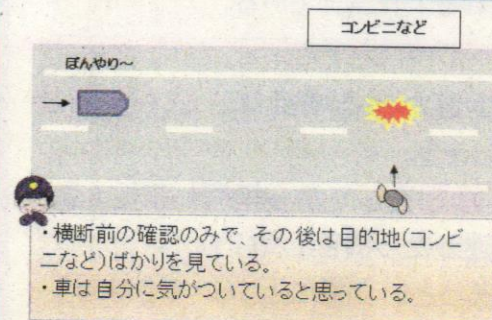 コンビニなど
ぼんやり～
・横断前の確認のみで、その後は目的地(コンビ
ニなど)ばかりを見ている。
・車は自分に気がついていると思っている。